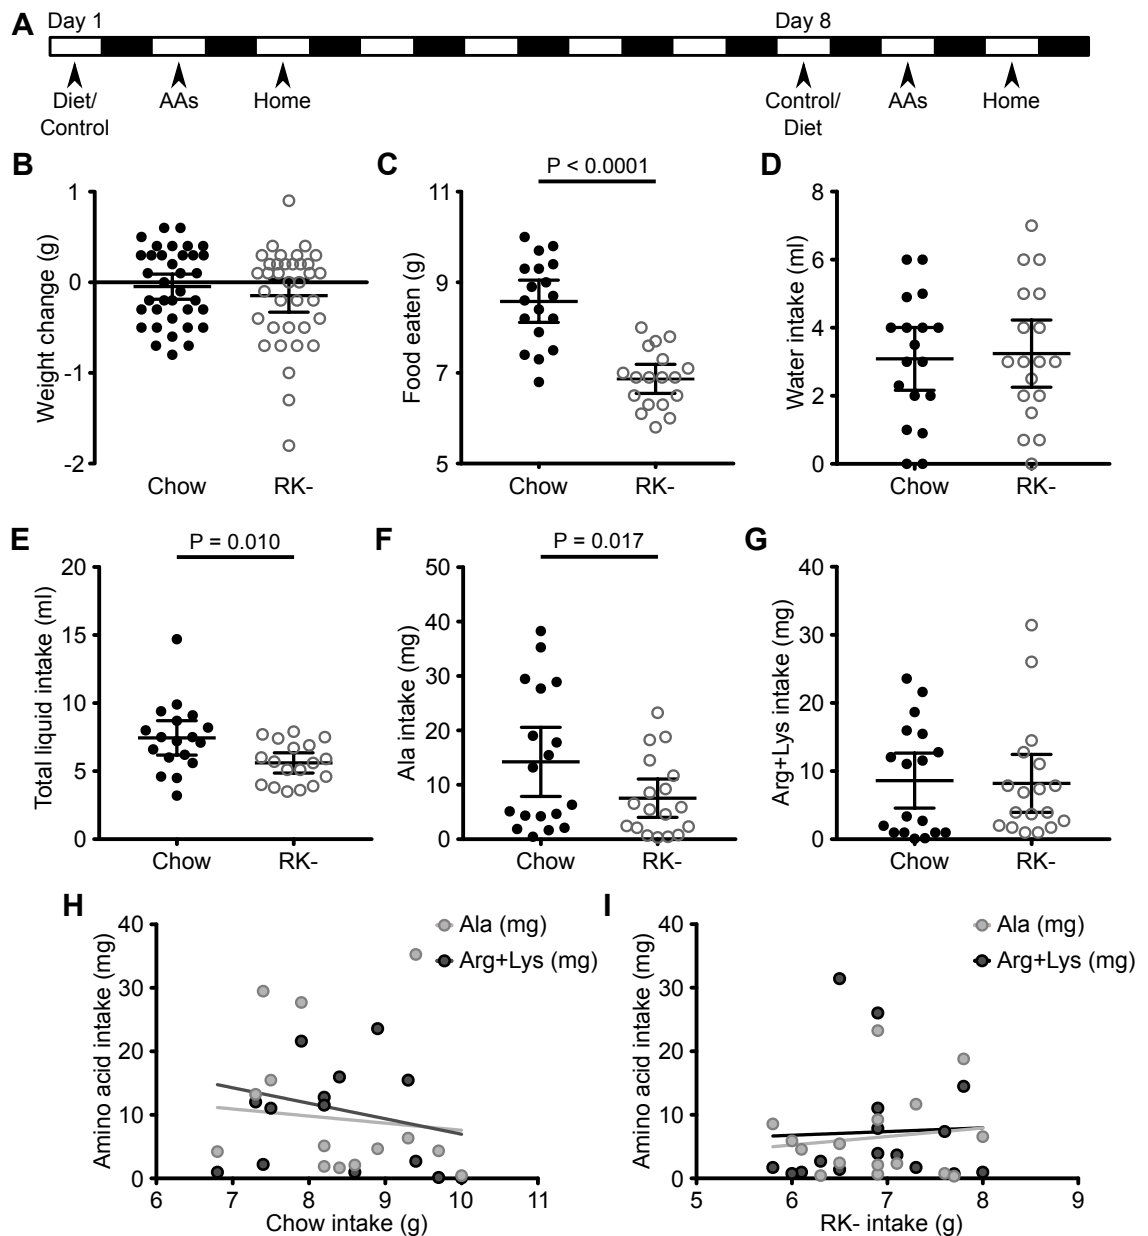 A
Day 1
Day 8
Diet/
Control
AAs
Home
Control/
Diet
AAs
Home
B
Weight change (g)
1
0
-1
-2
Chow
RK-
C
P < 0.0001
Food eaten (g)
11
9
7
5
Chow
RK-
D
Water intake (ml)
8
6
4
2
0
Chow
RK-
E
P = 0.010
Total liquid intake (ml)
20
15
10
5
0
Chow
RK-
F
P = 0.017
Ala intake (mg)
50
40
30
20
10
0
Chow
RK-
G
Arg+Lys intake (mg)
40
30
20
10
0
Chow
RK-
H
Amino acid intake (mg)
40
30
20
10
0
Ala (mg)
Arg+Lys (mg)
6
7
8
9
10
11
Chow intake (g)
I
Amino acid intake (mg)
40
30
20
10
0
Ala (mg)
Arg+Lys (mg)
5
6
7
8
9
RK- intake (g)